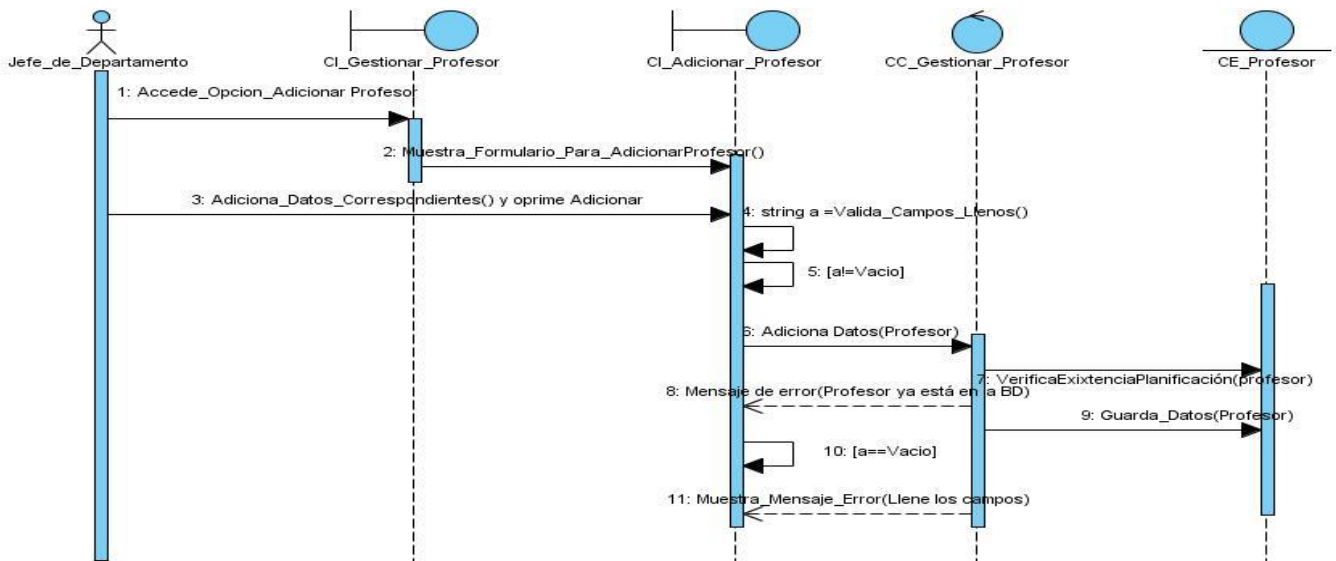 Jefe_de_Departamento
CI_Gestionar_Profesor
CI_Adicionar_Profesor
CC_Gestionar_Profesor
CE_Profesor
1: Accede_Opcion_Adicionar Profesor
2: Muestra_Formulario_Para_AdicionarProfesor()
3: Adiciona_Datos_Correspondientes() y oprime Adicionar
4: string a =Valida_Campos_Llenos()
5: [a!=Vacio]
6: Adiciona Datos(Profesor)
7: VerificaExixtenciaPlanificación(profesor)
8: Mensaje de error(Profesor ya está en la BD)
9: Guarda_Datos(Profesor)
10: [a==Vacio]
11: Muestra_Mensaje_Error(Llene los campos)